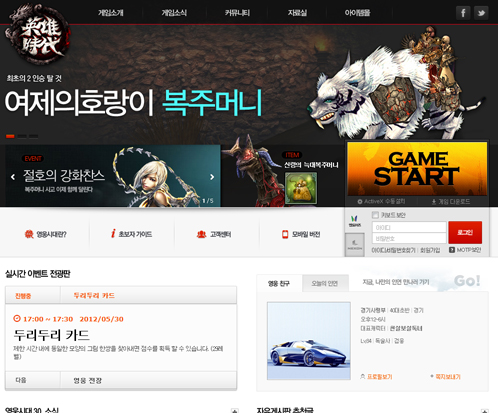 英雄時代
게임소개 게임소식 커뮤니티 자료실 아이템몰
최초의 2인승 탈 것
여제의호랑이 복주머니
EVENT
절호의 강화찬스
복주머니 사고 이제 함께 달린다
1 / 5
ITEM
신령의 늑대복주머니
GAME
START
ActiveX 수동설치 게임 다운로드
키보드보안
아이디
비밀번호
로그인
아이디/비밀번호찾기 회원가입 MOTP보안
영웅시대란? 초보자 가이드 고객센터 모바일 버전
실시간 이벤트 전광판
진행중 두리두리 카드
17:00 ~ 17:30 2012/05/30
두리두리 카드
제한 시간 내에 동일한 모양의 그림 한쌍을 찾아내면 점수를 획득 할 수 있습니다. (25레벨)
다음 영웅 전장
영웅 친구 오늘의 인연 지금, 나만의 인연 만나러 가기 Go!
경기사령부 : 40대초반 : 경기
오후12-6시
대표캐릭터 :
Lv84 : 독술사 : 검웅
프로필보기 쪽지보내기
영웅시대 30, 소식
자유게시판 추천글